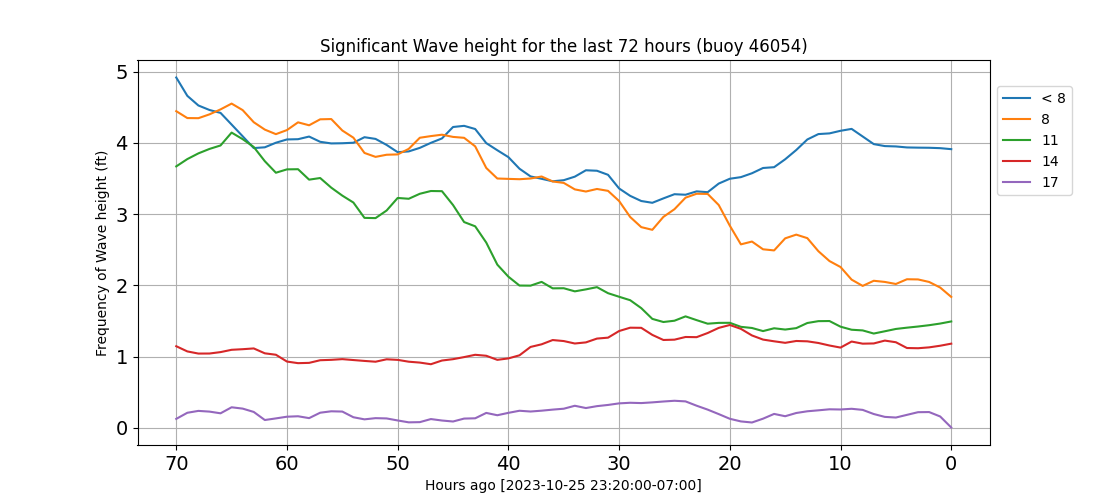 Significant Wave height for the last 72 hours (buoy 46054)
Frequency of Wave height (ft)
5
4
3
2
1
0
70 60 50 40 30 20 10 0
Hours ago [2023-10-25 23:20:00-07:00]
< 8
8
11
14
17